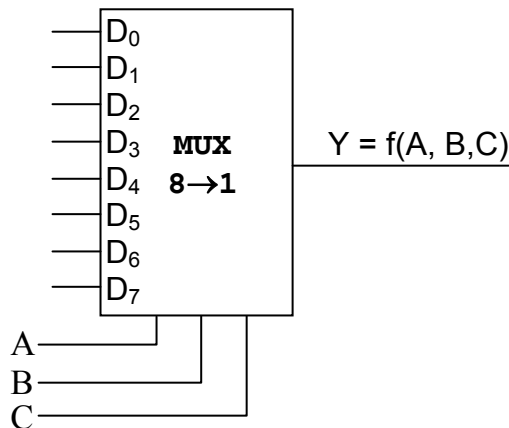 D₀
D₁
D₂
D₃
D₄
D₅
D₆
D₇
MUX
8→1
Y = f(A, B,C)
A
B
C